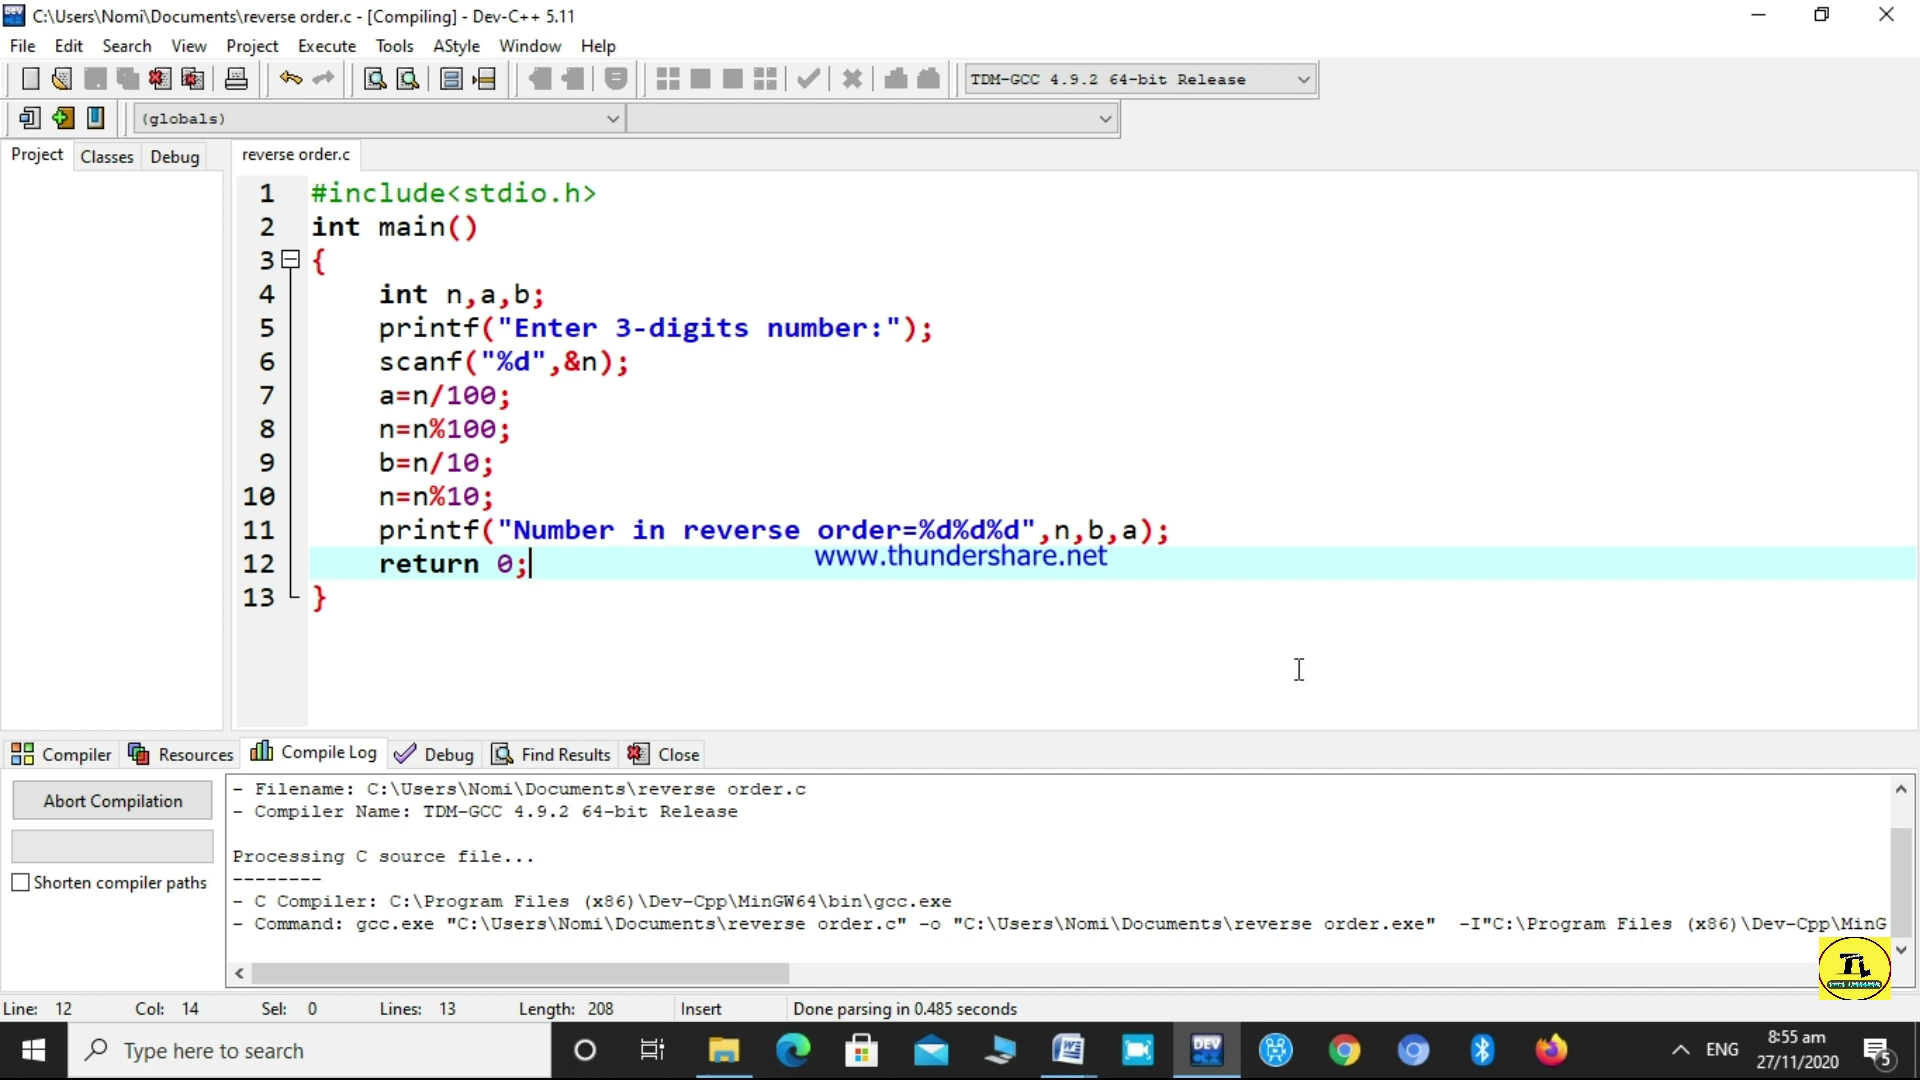 C:\Users\Nomi\Documents\reverse order.c - [Compiling] - Dev-C++ 5.11
File Edit Search View Project Execute Tools AStyle Window Help
TDM-GCC 4.9.2 64-bit Release
(globals)
Project Classes Debug
reverse order.c
1 #include<stdio.h>
2 int main()
3 {
4 int n,a,b;
5 printf("Enter 3-digits number:");
6 scanf("%d",&n);
7 a=n/100;
8 n=n%100;
9 b=n/10;
10 n=n%10;
11 printf("Number in reverse order=%d%d%d",n,b,a);
www.thundershare.net
12 return 0;
13 }
Compiler Resources Compile Log Debug Find Results Close
Abort Compilation
Shorten compiler paths
- Filename: C:\Users\Nomi\Documents\reverse order.c
- Compiler Name: TDM-GCC 4.9.2 64-bit Release
Processing C source file...
--------
- C Compiler: C:\Program Files (x86)\Dev-Cpp\MinGW64\bin\gcc.exe
- Command: gcc.exe "C:\Users\Nomi\Documents\reverse order.c" -o "C:\Users\Nomi\Documents\reverse order.exe" -I"C:\Program Files (x86)\Dev-Cpp\MinG
TL
Line: 12 Col: 14 Sel: 0 Lines: 13 Length: 208 Insert Done parsing in 0.485 seconds
Type here to search
DEV
ENG
8:55 am
27/11/2020
5